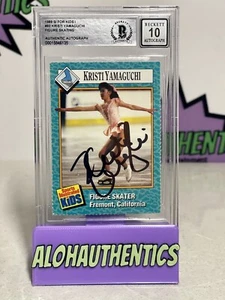 1989 SI FOR KIDS I
KRISTI YAMAGUCHI
FIGURE SKATING
AUTHENTIC AUTOGRAPH
BECKETT
10
AUTOGRAPH
KRISTI YAMAGUCHI
Sports Illustrated
KIDS
FIGURE SKATER
Fremont, California
ALOHAUTHENTICS